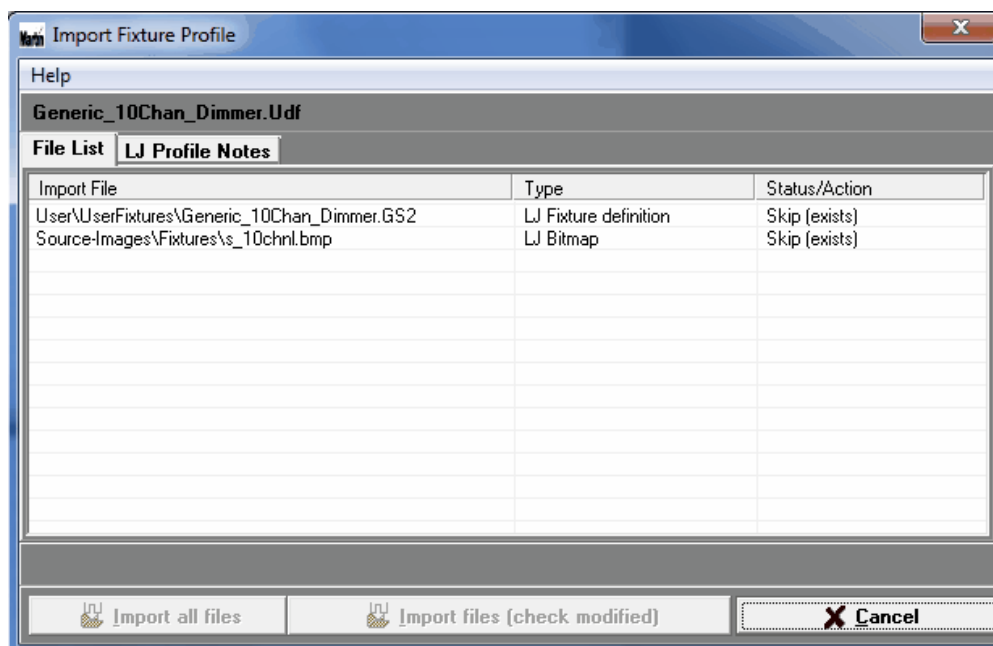 Martin Import Fixture Profile X
Help
Generic_10Chan_Dimmer.Udf
File List LJ Profile Notes
Import File Type Status/Action
User\UserFixtures\Generic_10Chan_Dimmer.GS2 LJ Fixture definition Skip (exists)
Source-Images\Fixtures\s_10chnl.bmp LJ Bitmap Skip (exists)
Import all files Import files (check modified) Cancel